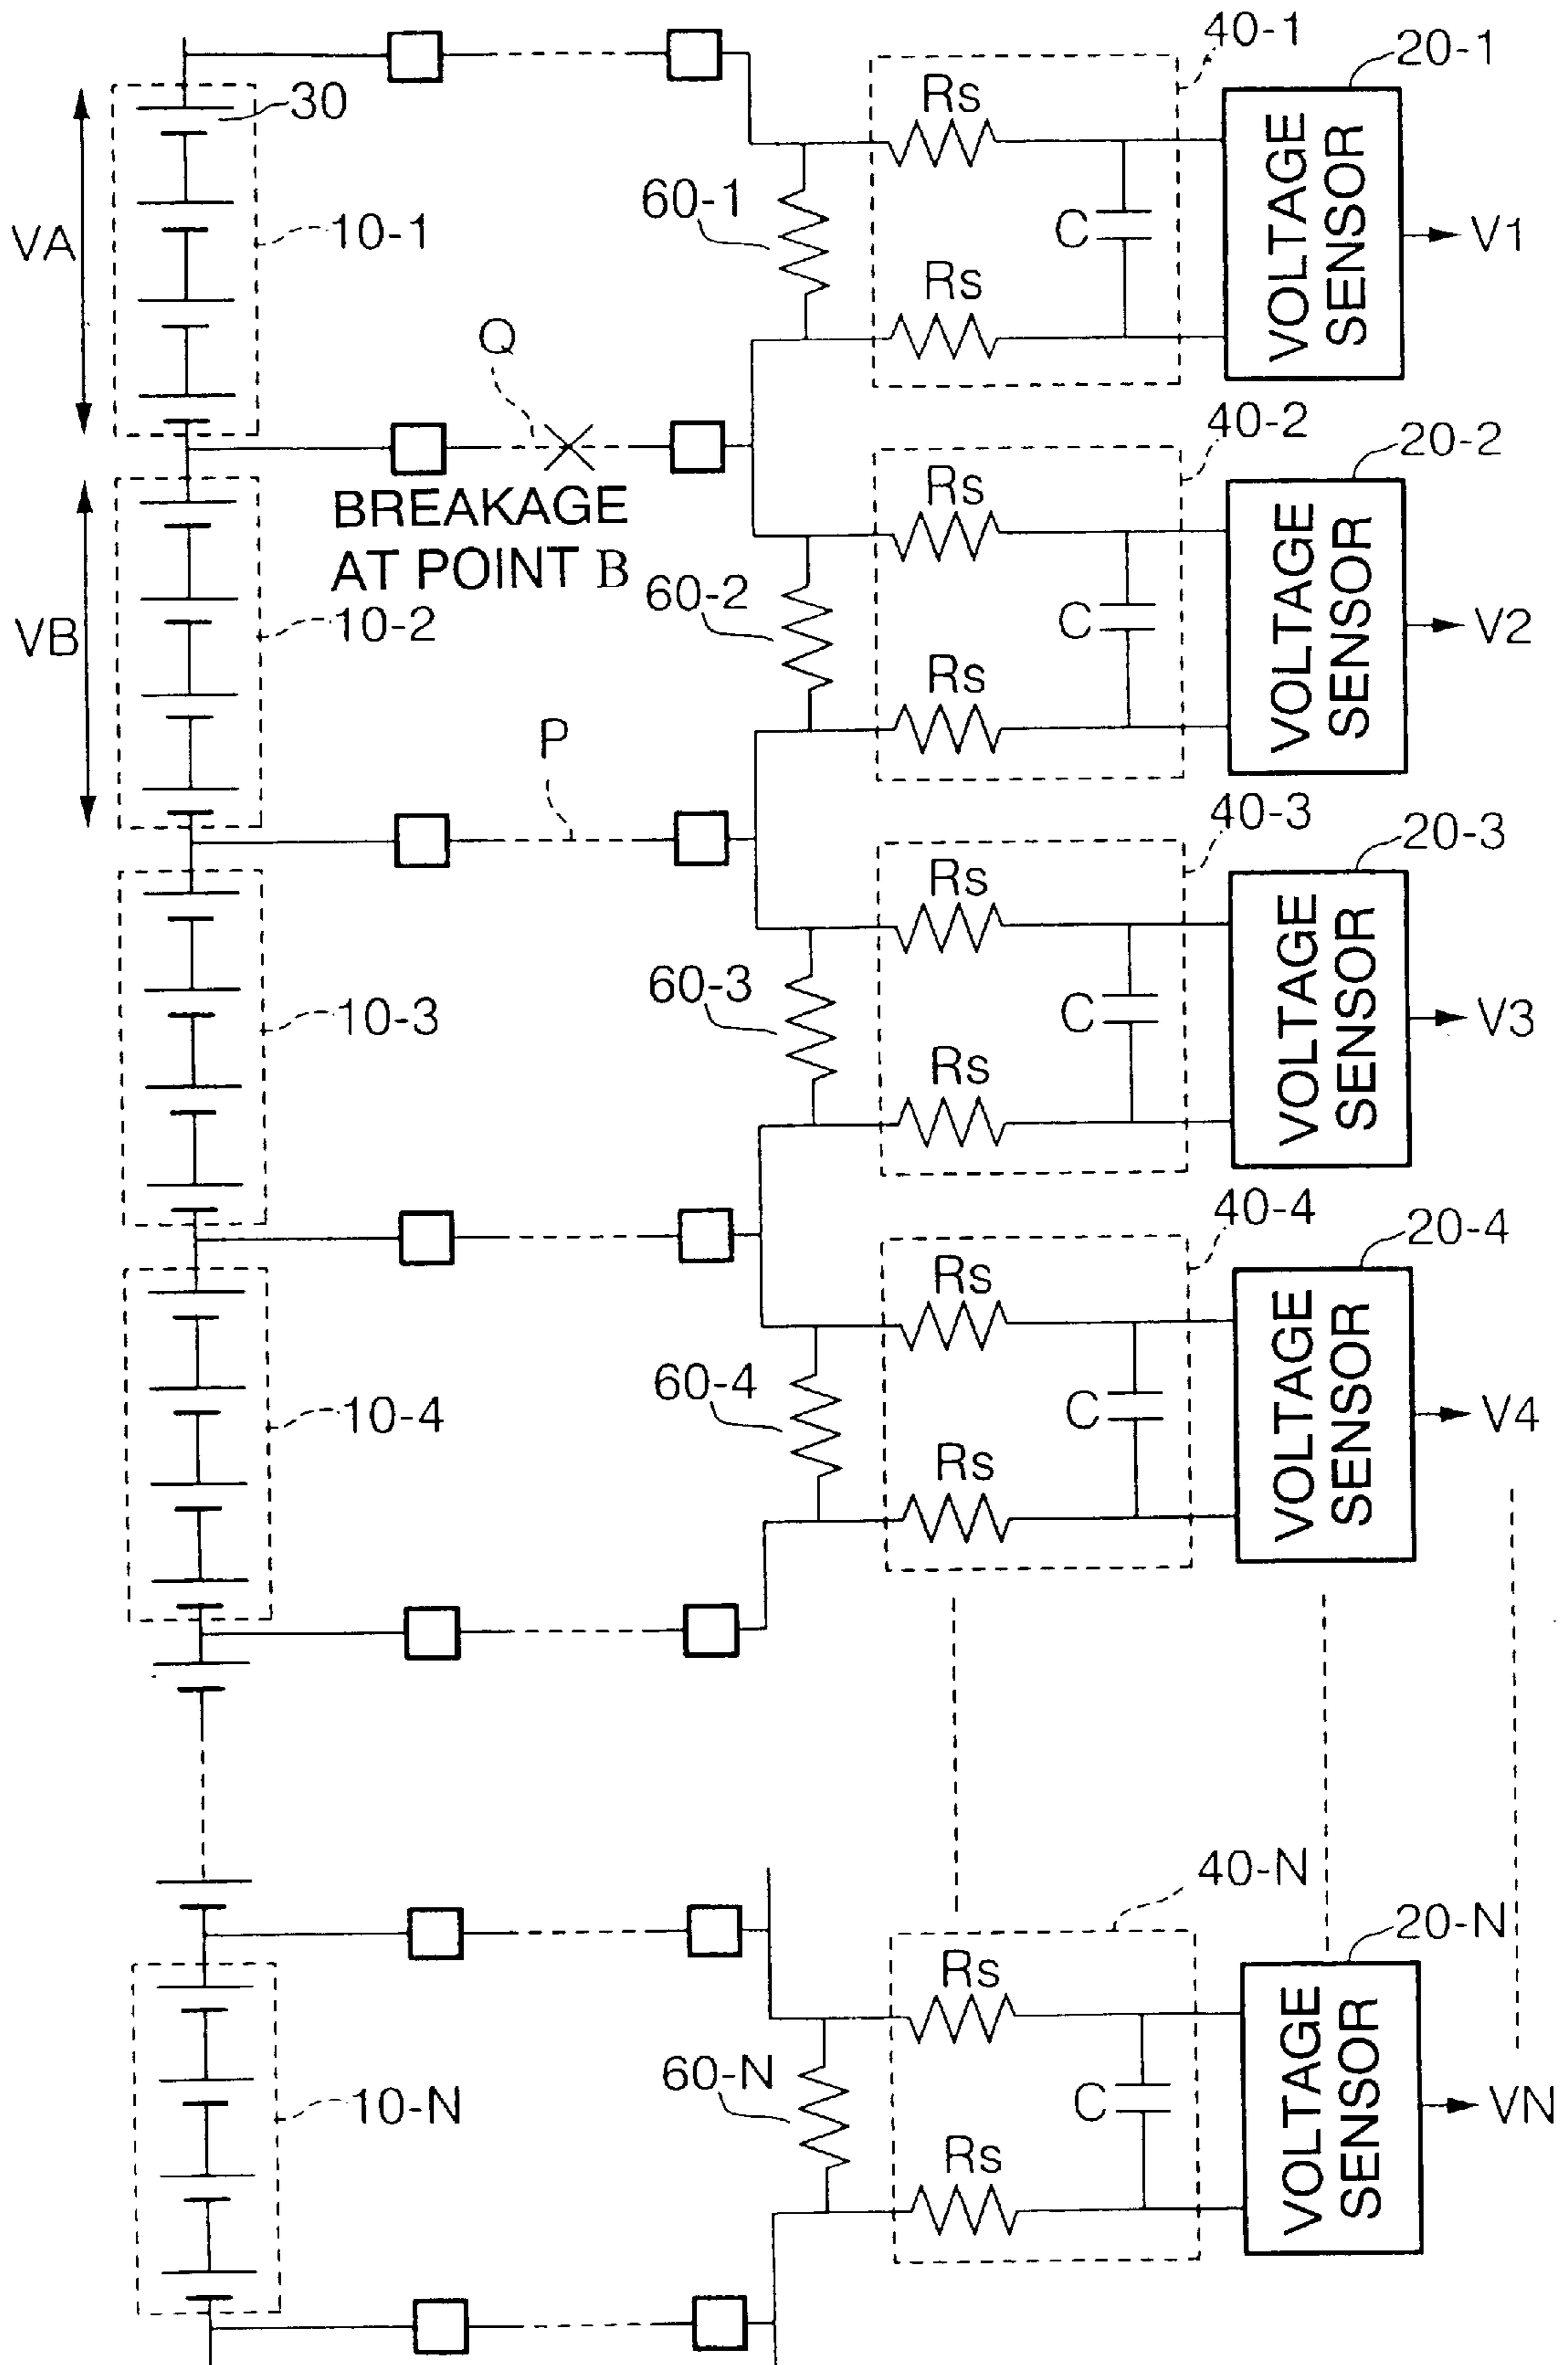 40-1
20-1
30
Rs
VOLTAGE
SENSOR
60-1
10-1
C
V1
VA
Rs
Q
40-2
20-2
BREAKAGE
AT POINT B
Rs
VOLTAGE
SENSOR
60-2
10-2
C
V2
VB
Rs
P
40-3
20-3
Rs
VOLTAGE
SENSOR
60-3
10-3
C
V3
Rs
40-4
20-4
Rs
VOLTAGE
SENSOR
60-4
10-4
C
V4
Rs
40-N
20-N
Rs
VOLTAGE
SENSOR
60-N
10-N
C
VN
Rs